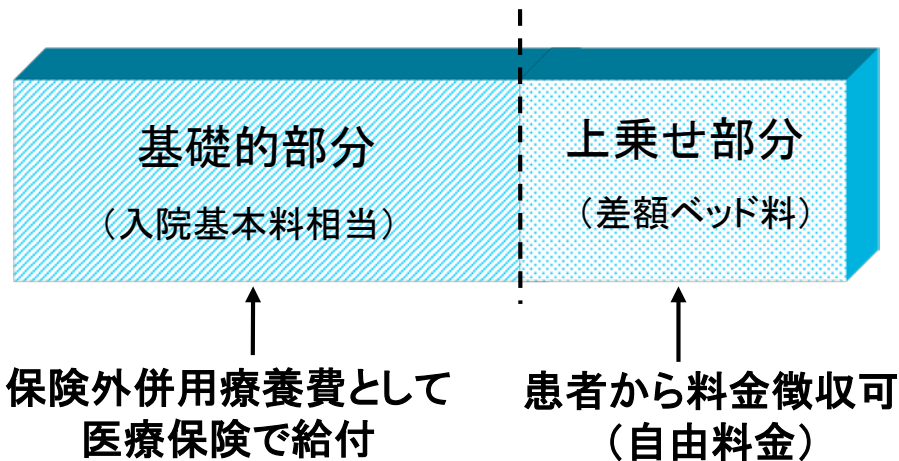 基礎的部分
（入院基本料相当）
上乗せ部分
（差額ベッド料）
保険外併用療養費として
医療保険で給付
患者から料金徴収可
（自由料金）